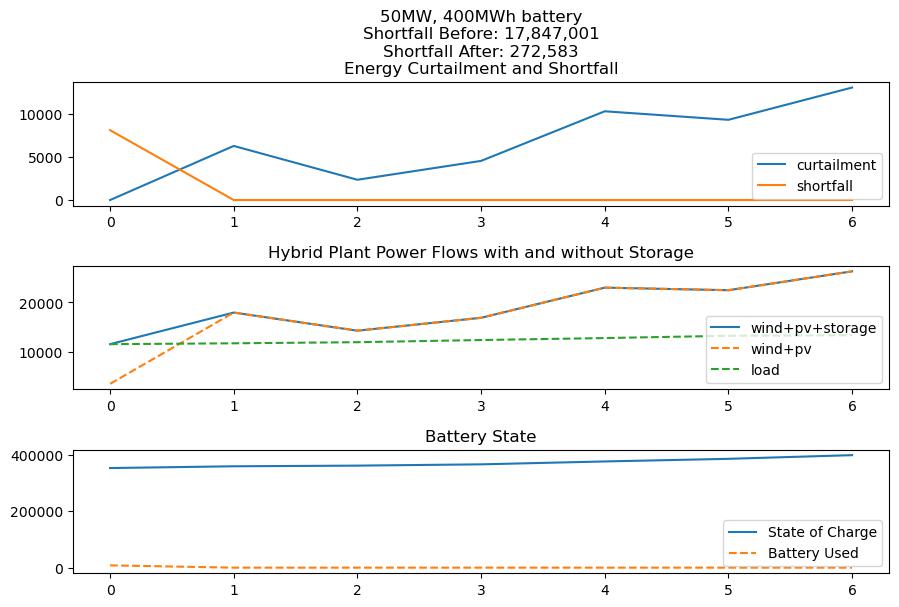 50MW, 400MWh battery
Shortfall Before: 17,847,001
Shortfall After: 272,583
Energy Curtailment and Shortfall
10000
5000
0
curtailment
shortfall
0 1 2 3 4 5 6
Hybrid Plant Power Flows with and without Storage
20000
10000
wind+pv+storage
wind+pv
load
0 1 2 3 4 5 6
Battery State
400000
200000
0
State of Charge
Battery Used
0 1 2 3 4 5 6